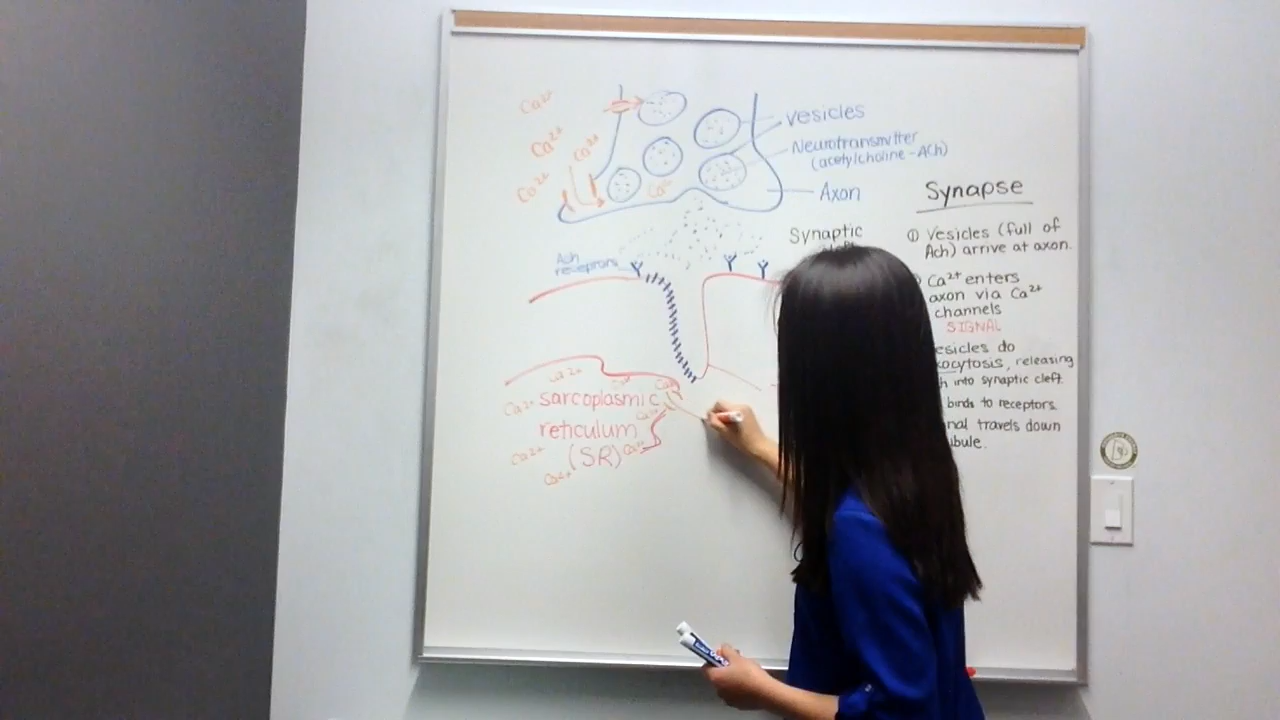 Ca²⁺
Ca²⁺
Ca²⁺
Ca²⁺
Ca²⁺
vesicles
Neurotransmitter
(acetylcholine - ACh)
Axon
Synaptic
Ach
receptors
Ca²⁺
Ca²⁺
Ca²⁺
sarcoplasmic
Ca²⁺
reticulum
Ca²⁺
(SR)
Ca²⁺
Ca²⁺
Synapse
① Vesicles (full of
Ach) arrive at axon.
Ca²⁺ enters
axon via Ca²⁺
channels
SIGNAL
esicles do
ocytosis, releasing
h into synaptic cleft.
binds to receptors.
nal travels down
ubule.